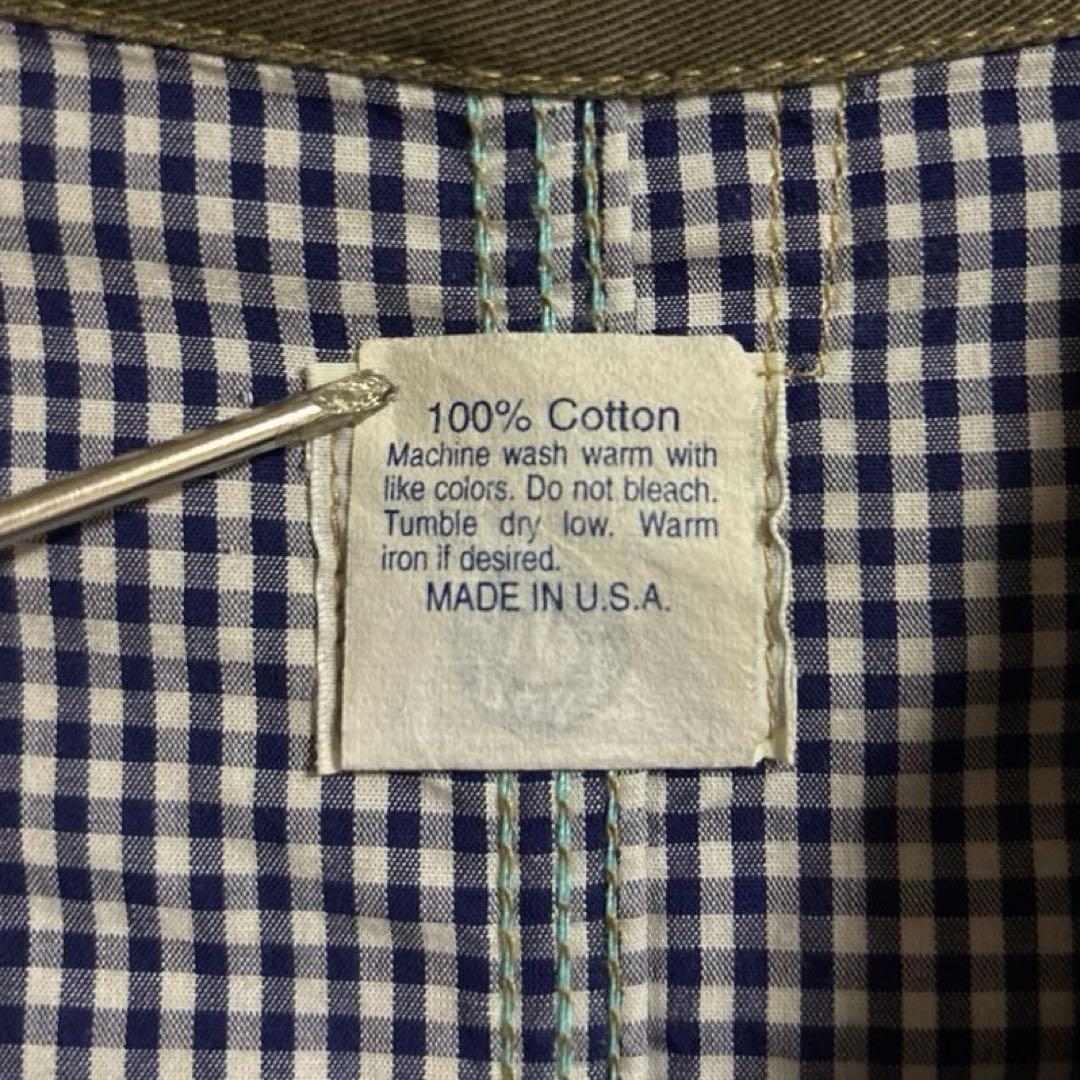 100% Cotton
Machine wash warm with
like colors. Do not bleach.
Tumble dry low. Warm
iron if desired.
MADE IN U.S.A.